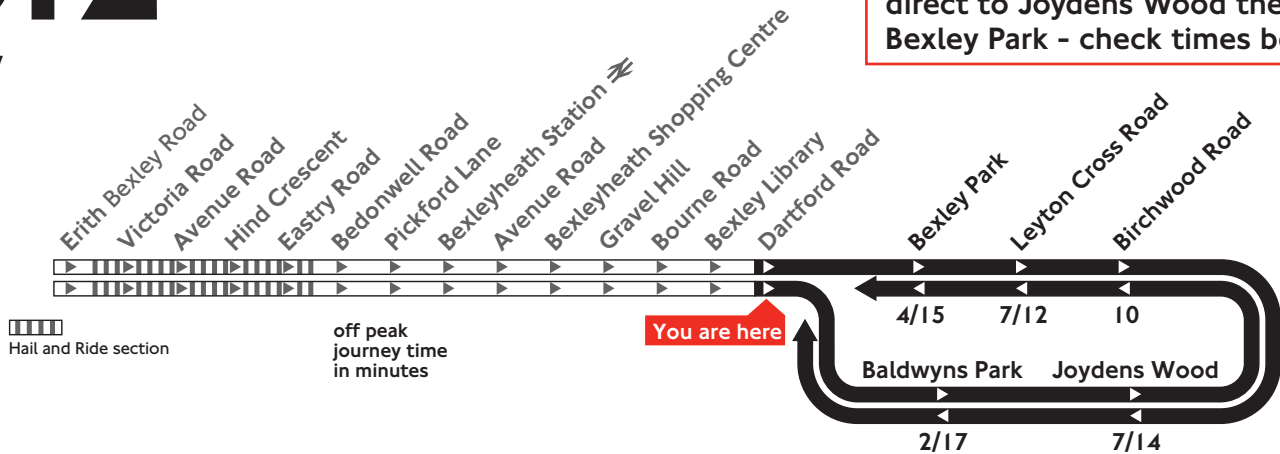 direct to Joydens Wood the
Bexley Park - check times b
Erith Bexley Road
Victoria Road
Avenue Road
Hind Crescent
Eastry Road
Bedonwell Road
Pickford Lane
Bexleyheath Station
Avenue Road
Bexleyheath Shopping Centre
Gravel Hill
Bourne Road
Bexley Library
Dartford Road
Bexley Park
Leyton Cross Road
Birchwood Road
4/15
7/12
10
You are here
Hail and Ride section
off peak
journey time
in minutes
Baldwyns Park
Joydens Wood
2/17
7/14